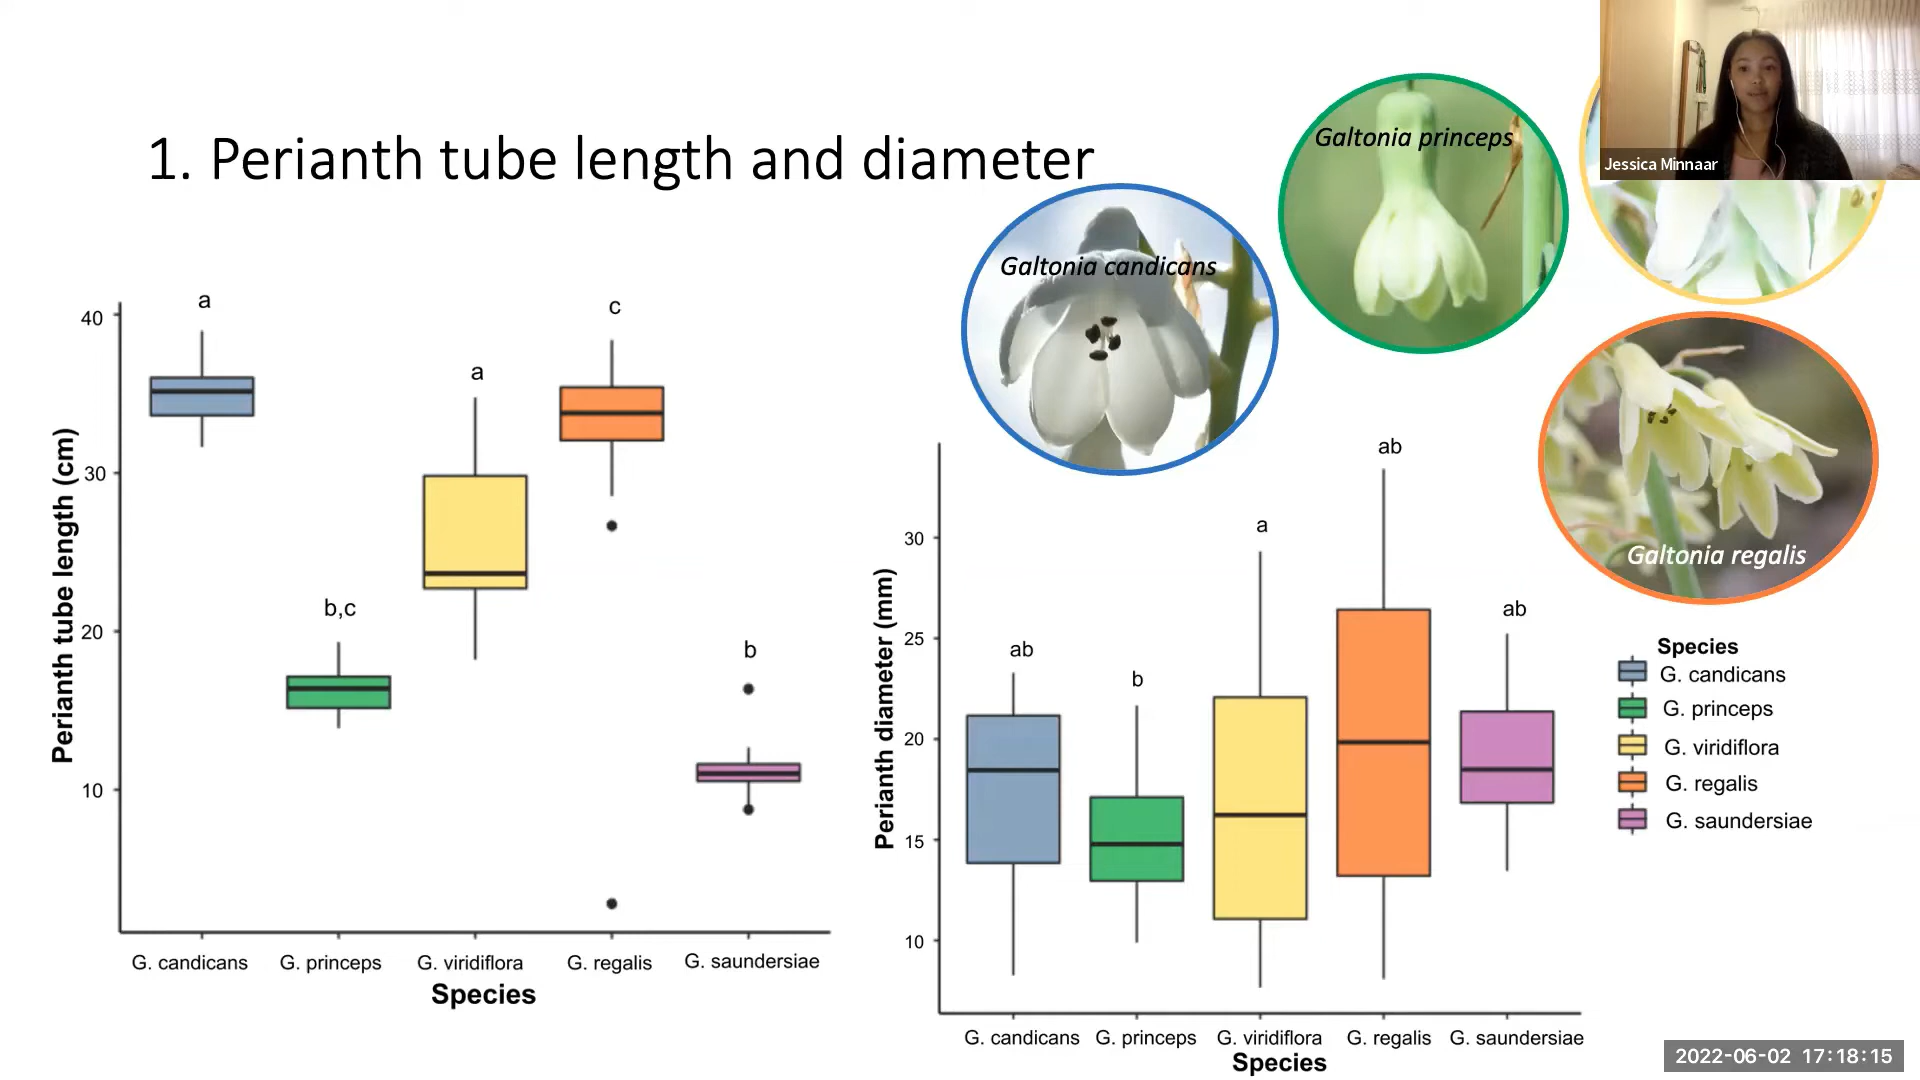 Jessica Minnaar
1. Perianth tube length and diameter
Galtonia princeps
Galtonia candicans
Galtonia regalis
Perianth tube length (cm)
40
30
20
10
a
b,c
a
c
b
G. candicans
G. princeps
G. viridiflora
G. regalis
G. saundersiae
Species
Perianth diameter (mm)
30
25
20
15
10
ab
b
a
ab
ab
G. candicans
G. princeps
G. viridiflora
G. regalis
G. saundersiae
Species
Species
G. candicans
G. princeps
G. viridiflora
G. regalis
G. saundersiae
2022-06-02 17:18:15